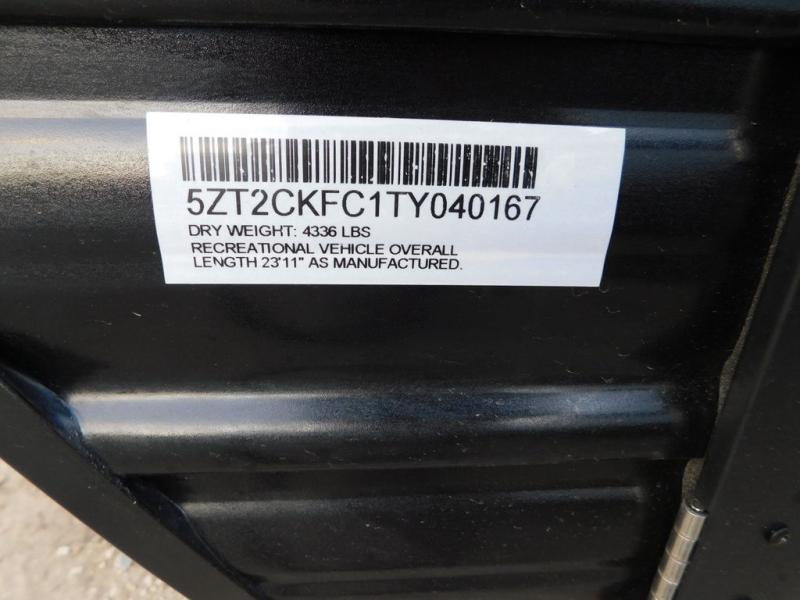 5ZT2CKFC1TY040167
DRY WEIGHT: 4336 LBS
RECREATIONAL VEHICLE OVERALL
LENGTH 23'11" AS MANUFACTURED.